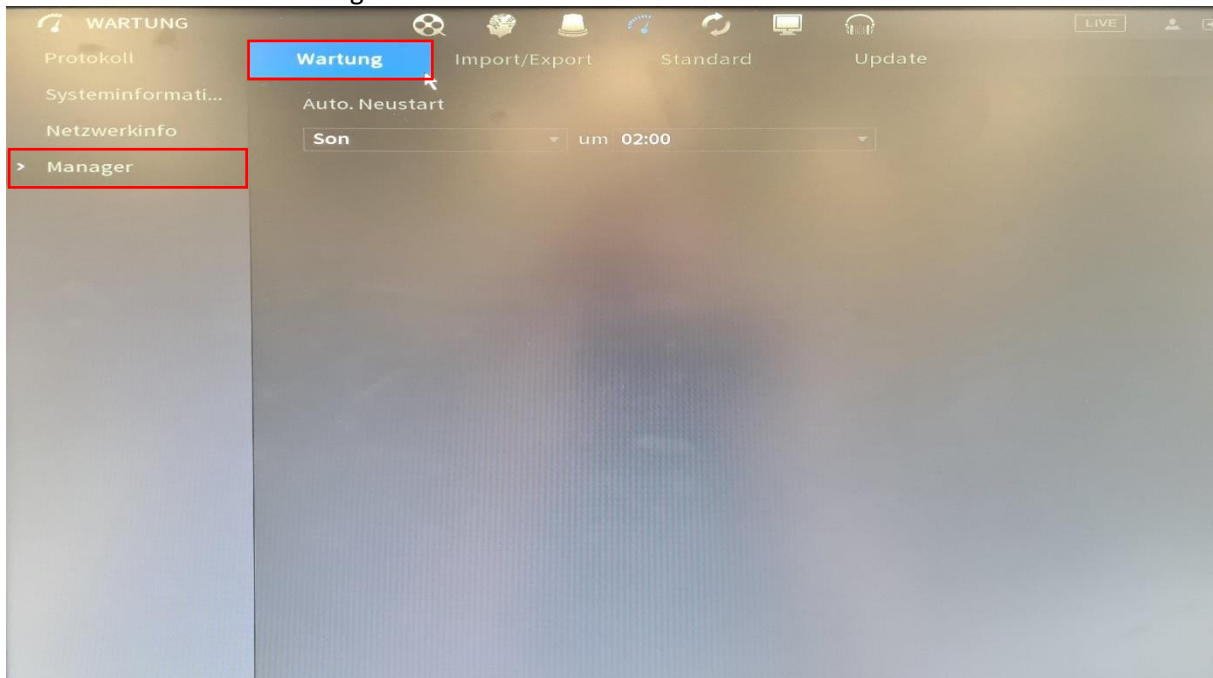 WARTUNG LIVE
Protokoll Wartung Import/Export Standard Update
Systeminformati...
Auto. Neustart
Netzwerkinfo
Son um 02:00
> Manager